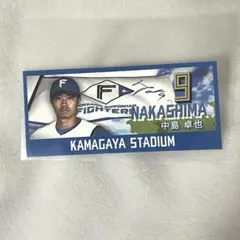 F
9
FIGHTERS
NAKASHIMA
中島 卓也
KAMAGAYA STADIUM